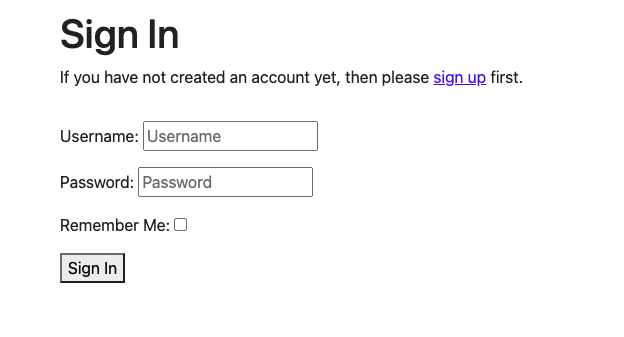 Sign In
If you have not created an account yet, then please sign up first.
Username: Username
Password: Password
Remember Me:
Sign In